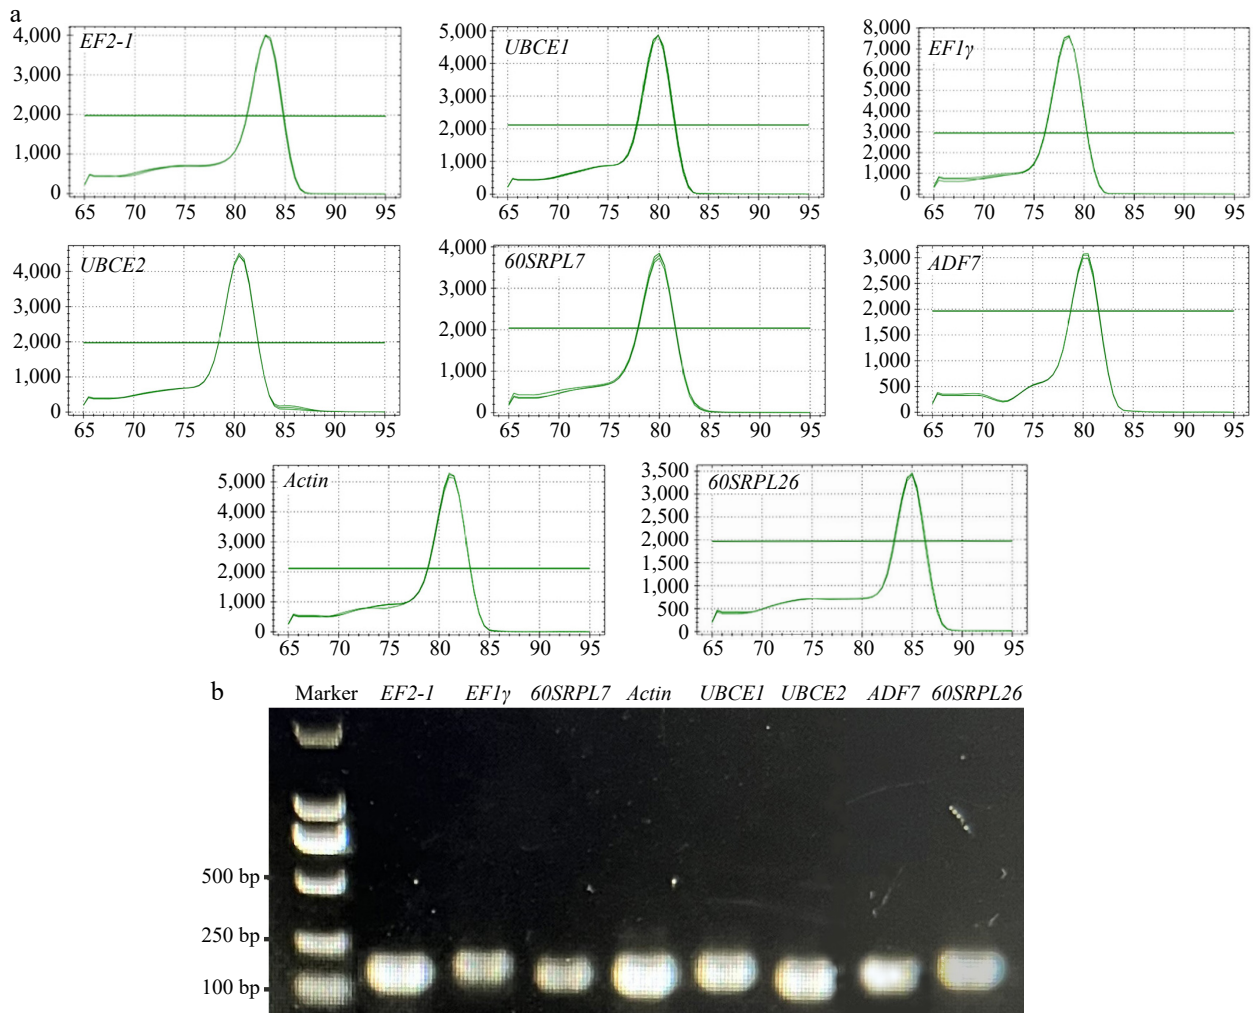 a
EF2-1
4,000
3,000
2,000
1,000
0
65 70 75 80 85 90 95
UBCE1
5,000
4,000
3,000
2,000
1,000
0
65 70 75 80 85 90 95
EF1γ
8,000
7,000
6,000
5,000
4,000
3,000
2,000
1,000
0
65 70 75 80 85 90 95
UBCE2
4,000
3,000
2,000
1,000
0
65 70 75 80 85 90 95
60SRPL7
4,000
3,000
2,000
1,000
0
65 70 75 80 85 90 95
ADF7
3,000
2,500
2,000
1,500
1,000
500
0
65 70 75 80 85 90 95
Actin
5,000
4,000
3,000
2,000
1,000
0
65 70 75 80 85 90 95
60SRPL26
3,500
3,000
2,500
2,000
1,500
1,000
500
0
65 70 75 80 85 90 95
b
Marker EF2-1 EF1γ 60SRPL7 Actin UBCE1 UBCE2 ADF7 60SRPL26
500 bp
250 bp
100 bp